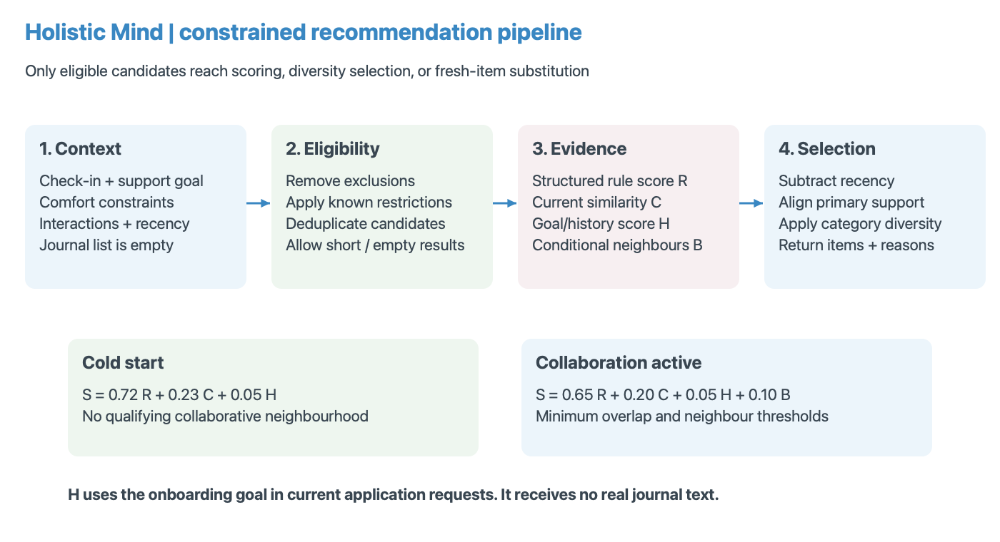 Holistic Mind | constrained recommendation pipeline
Only eligible candidates reach scoring, diversity selection, or fresh-item substitution
1. Context
Check-in + support goal
Comfort constraints
Interactions + recency
Journal list is empty
2. Eligibility
Remove exclusions
Apply known restrictions
Deduplicate candidates
Allow short / empty results
3. Evidence
Structured rule score R
Current similarity C
Goal/history score H
Conditional neighbours B
4. Selection
Subtract recency
Align primary support
Apply category diversity
Return items + reasons
Cold start
S = 0.72 R + 0.23 C + 0.05 H
No qualifying collaborative neighbourhood
Collaboration active
S = 0.65 R + 0.20 C + 0.05 H + 0.10 B
Minimum overlap and neighbour thresholds
H uses the onboarding goal in current application requests. It receives no real journal text.